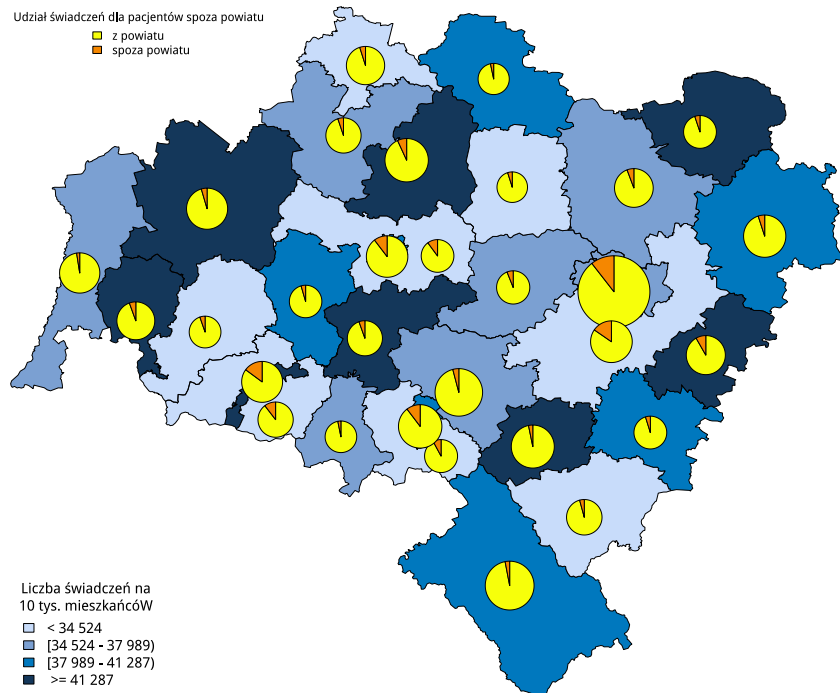 Udział świadczeń dla pacjentów spoza powiatu
z powiatu
spoza powiatu
Liczba świadczeń na
10 tys. mieszkańcóW
< 34 524
[34 524 - 37 989)
[37 989 - 41 287)
>= 41 287